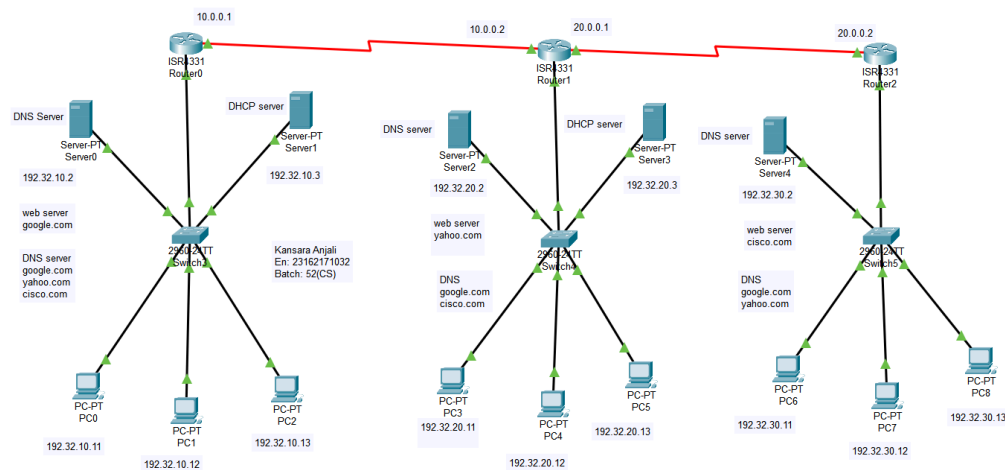 10.0.0.1
10.0.0.2
20.0.0.1
20.0.0.2
ISR4331
Router0
ISR4331
Router1
ISR4331
Router2
DNS Server
Server-PT
Server0
DHCP server
Server-PT
Server1
192.32.10.2
192.32.10.3
web server
google.com
DNS server
google.com
yahoo.com
cisco.com
2960-24TT
Switch3
Kansara Anjali
En: 23162171032
Batch: 52(CS)
PC-PT
PC0
PC-PT
PC1
PC-PT
PC2
192.32.10.11
192.32.10.12
192.32.10.13
DNS Server
Server-PT
Server2
DHCP server
Server-PT
Server3
192.32.20.2
192.32.20.3
web server
yahoo.com
DNS
google.com
cisco.com
2960-24TT
Switch4
PC-PT
PC3
PC-PT
PC4
PC-PT
PC5
192.32.20.11
192.32.20.12
192.32.20.13
DNS server
Server-PT
Server4
192.32.30.2
web server
cisco.com
DNS
google.com
yahoo.com
2960-24TT
Switch5
PC-PT
PC6
PC-PT
PC7
PC-PT
PC8
192.32.30.11
192.32.30.12
192.32.30.13